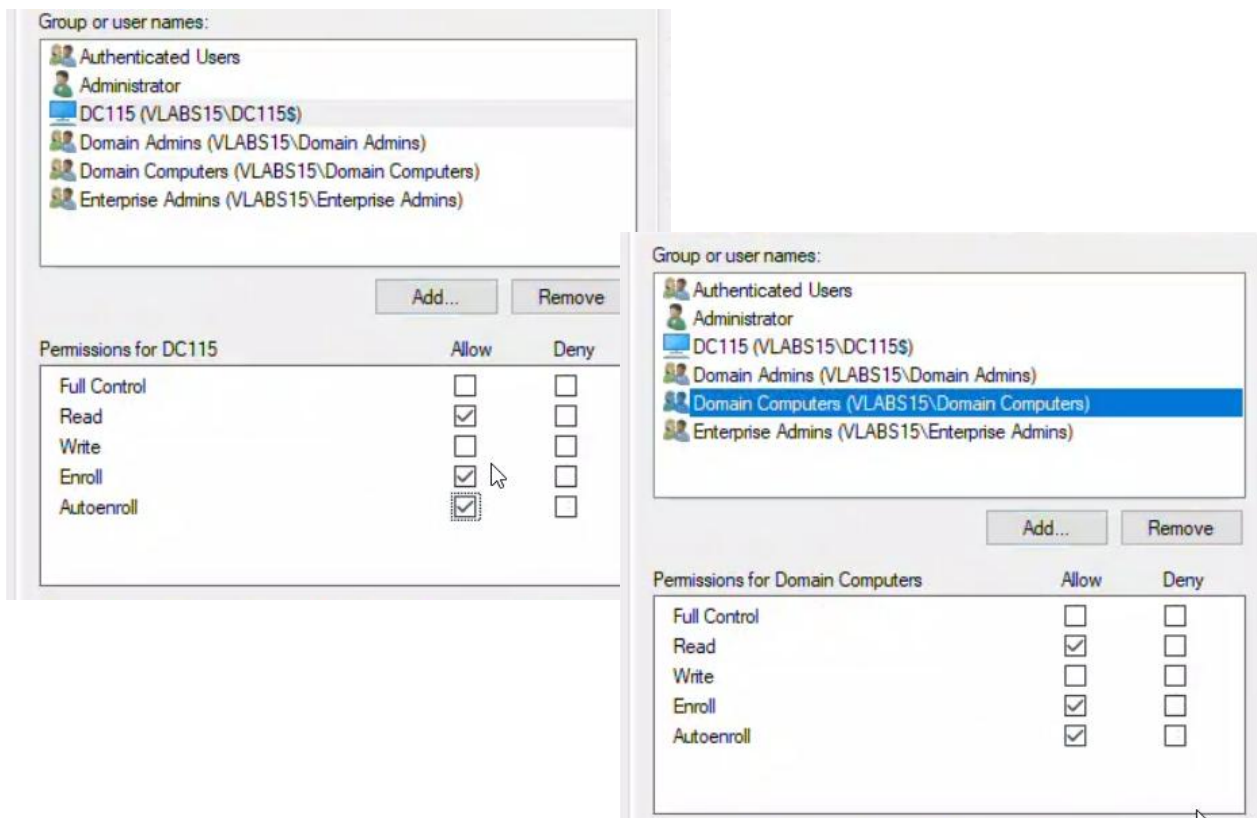 Group or user names:
Authenticated Users
Administrator
DC115 (VLABS15\DC115$)
Domain Admins (VLABS15\Domain Admins)
Domain Computers (VLABS15\Domain Computers)
Enterprise Admins (VLABS15\Enterprise Admins)
Add... Remove
Permissions for DC115 Allow Deny
Full Control
Read
Write
Enroll
Autoenroll
Group or user names:
Authenticated Users
Administrator
DC115 (VLABS15\DC115$)
Domain Admins (VLABS15\Domain Admins)
Domain Computers (VLABS15\Domain Computers)
Enterprise Admins (VLABS15\Enterprise Admins)
Add... Remove
Permissions for Domain Computers Allow Deny
Full Control
Read
Write
Enroll
Autoenroll